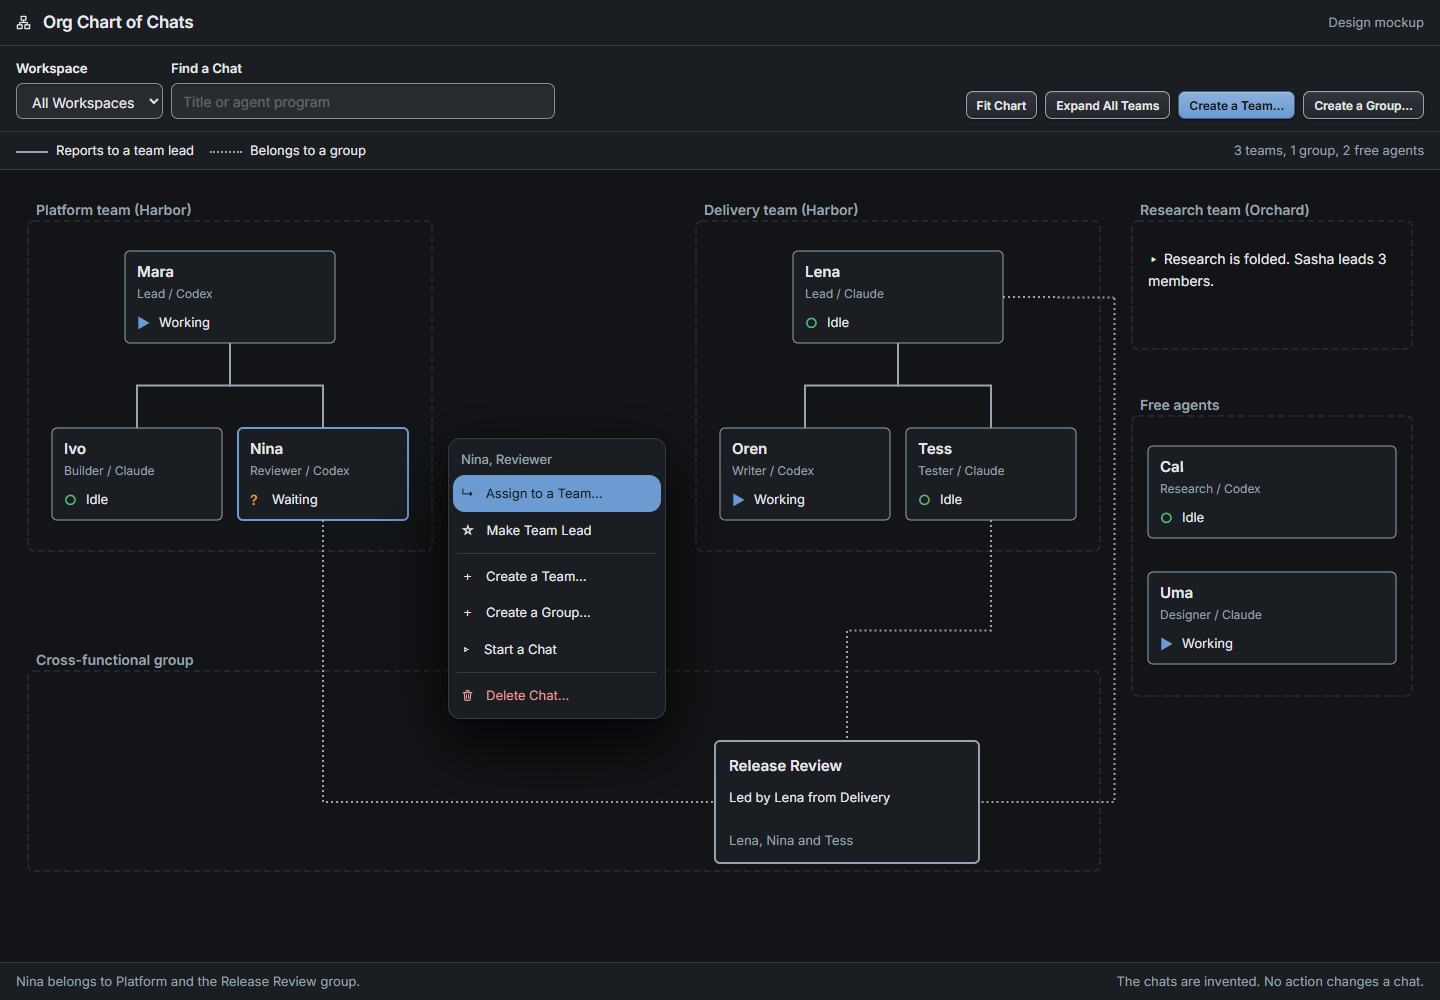 Org Chart of Chats
Design mockup
Workspace
Find a Chat
All Workspaces
Title or agent program
Fit Chart
Expand All Teams
Create a Team...
Create a Group...
Reports to a team lead
Belongs to a group
3 teams, 1 group, 2 free agents
Platform team (Harbor)
Mara
Lead / Codex
Working
Ivo
Builder / Claude
Idle
Nina
Reviewer / Codex
? Waiting
Nina, Reviewer
Assign to a Team...
Make Team Lead
+ Create a Team...
+ Create a Group...
Start a Chat
Delete Chat...
Delivery team (Harbor)
Lena
Lead / Claude
Idle
Oren
Writer / Codex
Working
Tess
Tester / Claude
Idle
Research team (Orchard)
Research is folded. Sasha leads 3
members.
Free agents
Cal
Research / Codex
Idle
Uma
Designer / Claude
Working
Cross-functional group
Release Review
Led by Lena from Delivery
Lena, Nina and Tess
Nina belongs to Platform and the Release Review group.
The chats are invented. No action changes a chat.